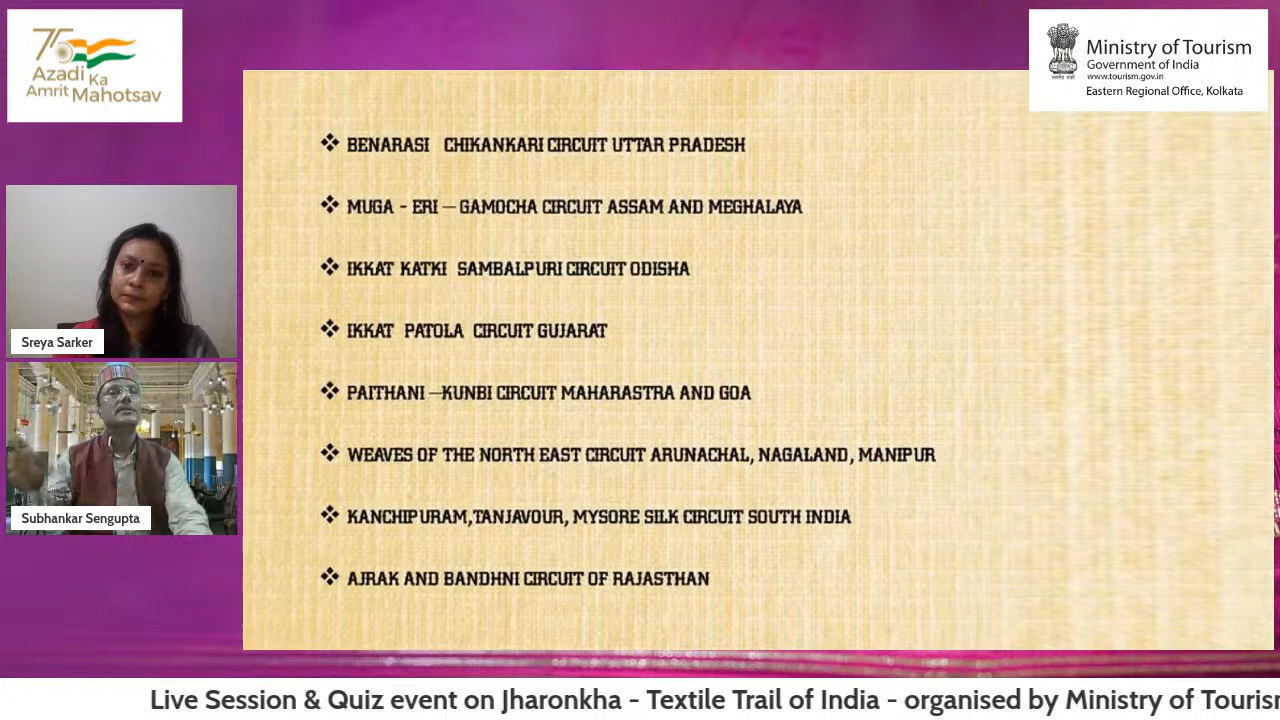 75
Azadi Ka
Amrit Mahotsav
Ministry of Tourism
Government of India
www.tourism.gov.in
Eastern Regional Office, Kolkata
❖ BENARASI CHIKANKARI CIRCUIT UTTAR PRADESH
❖ MUGA - ERI – GAMOCHA CIRCUIT ASSAM AND MEGHALAYA
❖ IKKAT KATKI SAMBALPURI CIRCUIT ODISHA
❖ IKKAT PATOLA CIRCUIT GUJARAT
❖ PAITHANI –KUNBI CIRCUIT MAHARASTRA AND GOA
❖ WEAVES OF THE NORTH EAST CIRCUIT ARUNACHAL, NAGALAND, MANIPUR
❖ KANCHIPURAM,TANJAVOUR, MYSORE SILK CIRCUIT SOUTH INDIA
❖ AJRAK AND BANDHNI CIRCUIT OF RAJASTHAN
Sreya Sarker
Subhankar Sengupta
Live Session & Quiz event on Jharonkha - Textile Trail of India - organised by Ministry of Touris